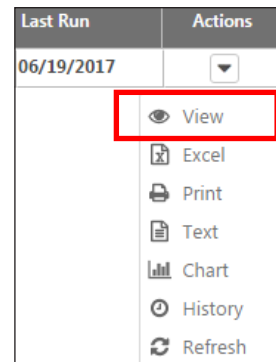 Last Run Actions
06/19/2017
View
Excel
Print
Text
Chart
History
Refresh